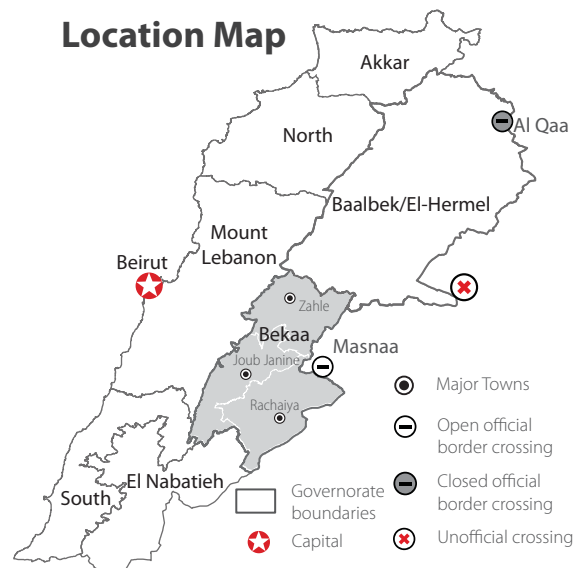 Location Map
Akkar
Al Qaa
North
Baalbek/El-Hermel
Mount
Lebanon
Beirut
Zahle
Bekaa
Masnaa
Joub Janine
Rachaiya
El Nabatieh
South
Major Towns
Open official
border crossing
Closed official
border crossing
Unofficial crossing
Governorate
boundaries
Capital